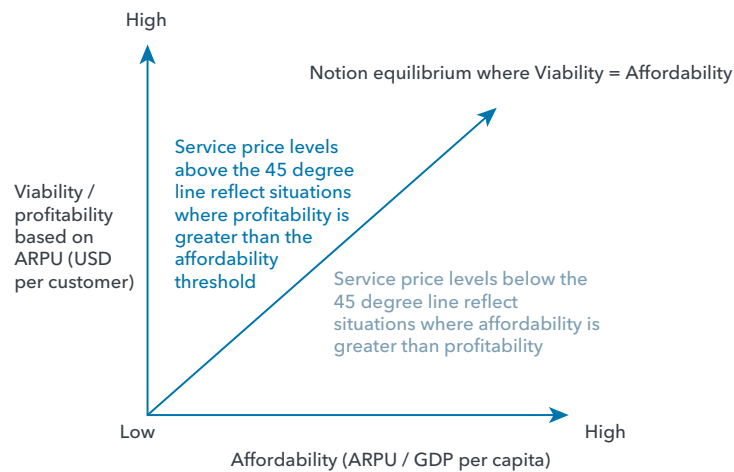 High
Notion equilibrium where Viability = Affordability
Service price levels
above the 45 degree
line reflect situations
where profitability is
greater than the
affordability
threshold
Viability /
profitability
based on
ARPU (USD
per customer)
Service price levels below the
45 degree line reflect
situations where affordability is
greater than profitability
Low
High
Affordability (ARPU / GDP per capita)